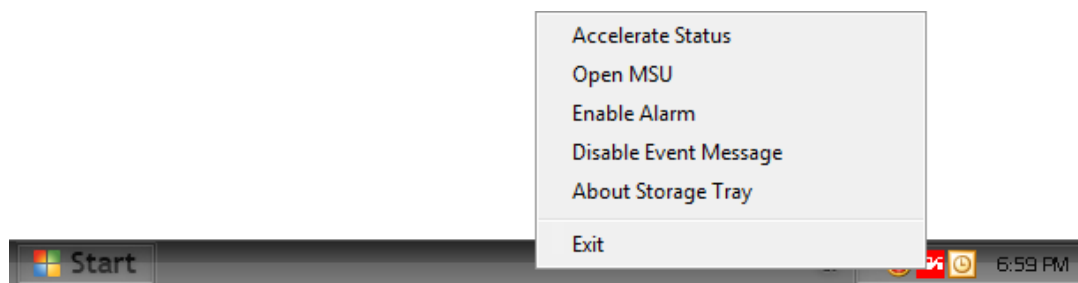 Accelerate Status
Open MSU
Enable Alarm
Disable Event Message
About Storage Tray
Exit
Start
6:59 PM